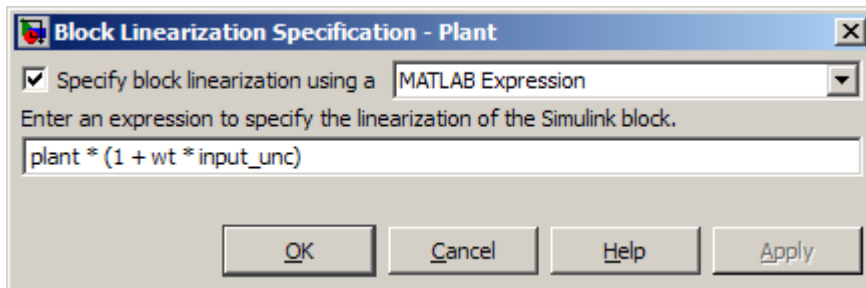 Block Linearization Specification - Plant
Specify block linearization using a MATLAB Expression
Enter an expression to specify the linearization of the Simulink block.
plant * (1 + wt * input_unc)
OK Cancel Help Apply